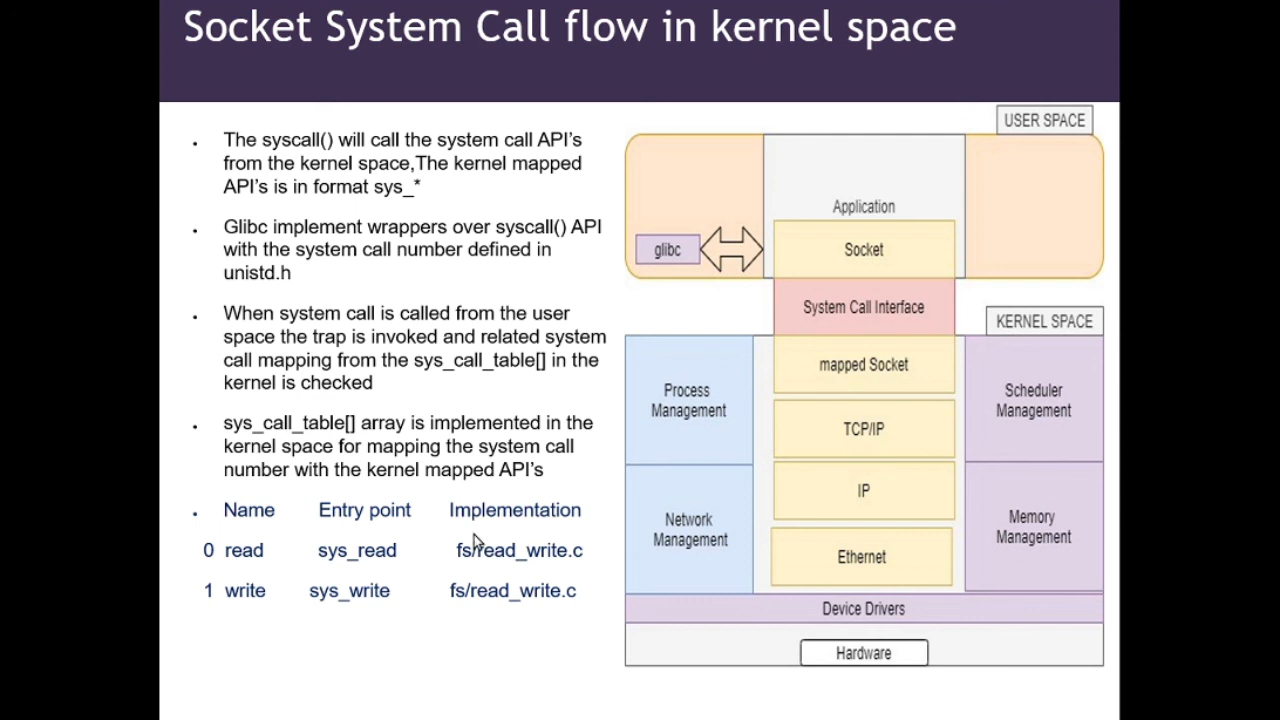 Socket System Call flow in kernel space
. The syscall() will call the system call API's
from the kernel space,The kernel mapped
API's is in format sys_*
. Glibc implement wrappers over syscall() API
with the system call number defined in
unistd.h
. When system call is called from the user
space the trap is invoked and related system
call mapping from the sys_call_table[] in the
kernel is checked
. sys_call_table[] array is implemented in the
kernel space for mapping the system call
number with the kernel mapped API's
. Name Entry point Implementation
0 read sys_read fs/read_write.c
1 write sys_write fs/read_write.c
USER SPACE
Application
glibc
Socket
System Call Interface
KERNEL SPACE
mapped Socket
Process
Management
Scheduler
Management
TCP/IP
IP
Network
Management
Memory
Management
Ethernet
Device Drivers
Hardware